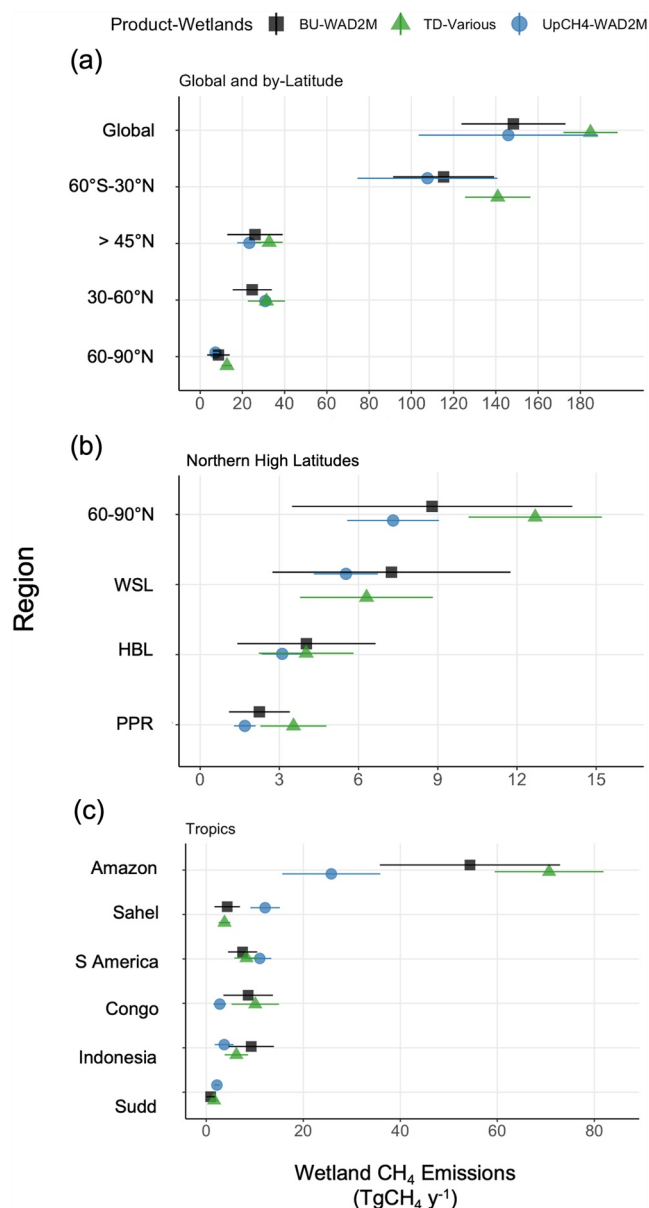 Product-Wetlands BU-WAD2M TD-Various UpCH4-WAD2M
(a)
Global and by-Latitude
Global
60°S-30°N
> 45°N
30-60°N
60-90°N
0 20 40 60 80 100 120 140 160 180
(b)
Northern High Latitudes
60-90°N
WSL
HBL
PPR
0 3 6 9 12 15
Region
(c)
Tropics
Amazon
Sahel
S America
Congo
Indonesia
Sudd
0 20 40 60 80
Wetland CH₄ Emissions
(TgCH₄ y⁻¹)